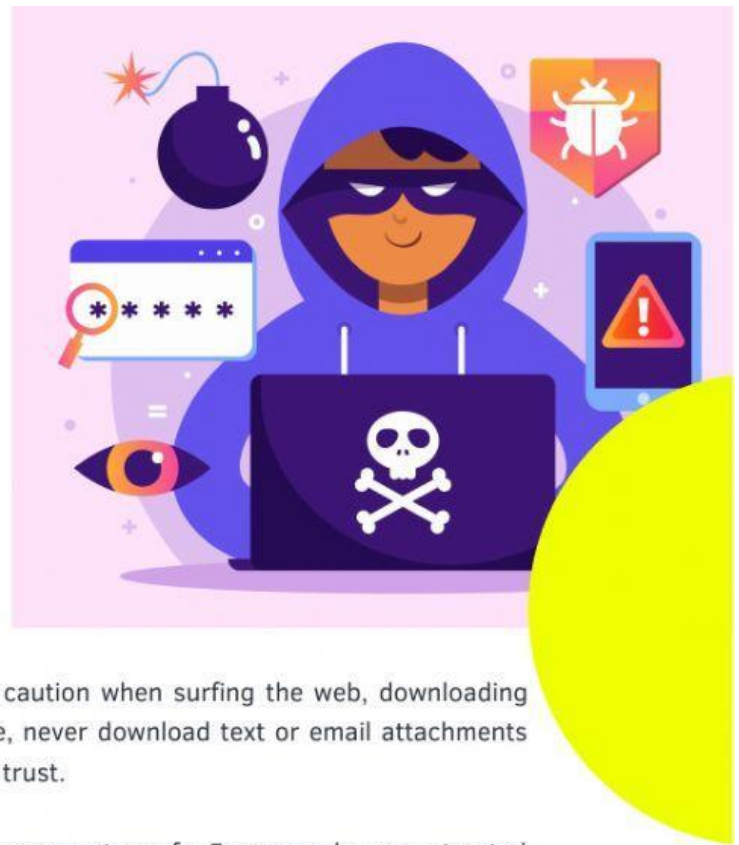 * * * * *
caution when surfing the web, downloading
never download text or email attachments
trust.